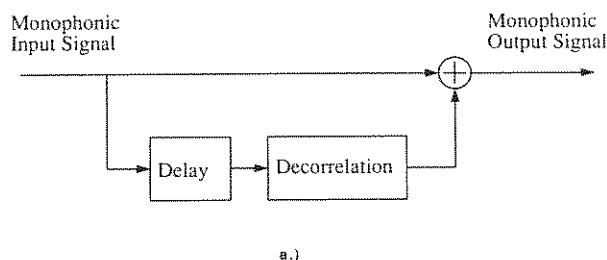 Monophonic
Input Signal
Monophonic
Output Signal
Delay
Decorrelation
a.)